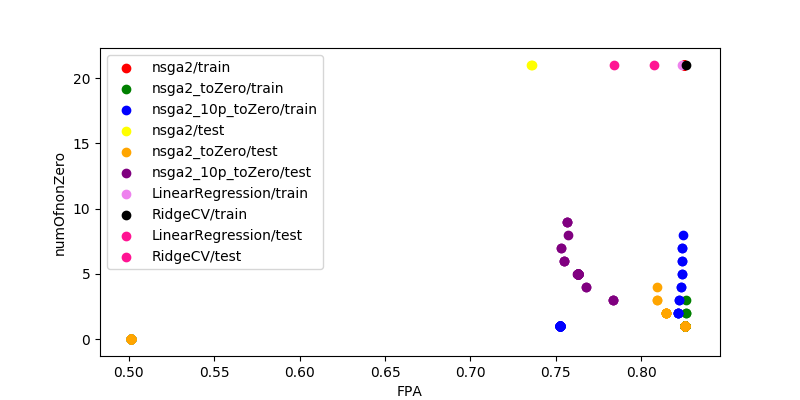 nsga2/train
nsga2_toZero/train
nsga2_10p_toZero/train
nsga2/test
nsga2_toZero/test
nsga2_10p_toZero/test
LinearRegression/train
RidgeCV/train
LinearRegression/test
RidgeCV/test
numOfnonZero
20
15
10
5
0
0.50 0.55 0.60 0.65 0.70 0.75 0.80
FPA